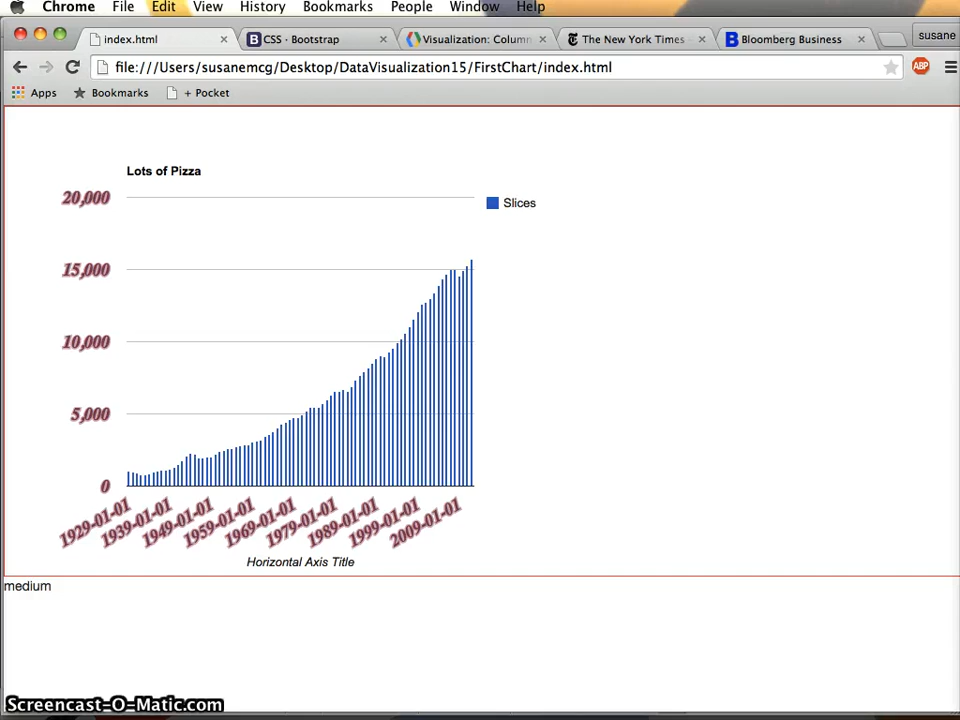 Chrome File Edit View History Bookmarks People Window Help
index.html CSS · Bootstrap Visualization: Colum The New York Times - Bloomberg Business susane
file:///Users/susanemcg/Desktop/DataVisualization15/FirstChart/index.html ABP
Apps Bookmarks + Pocket
Lots of Pizza
20,000
Slices
15,000
10,000
5,000
0
1929-01-01 1939-01-01 1949-01-01 1959-01-01 1969-01-01 1979-01-01 1989-01-01 1999-01-01 2009-01-01
Horizontal Axis Title
medium
Screencast-O-Matic.com